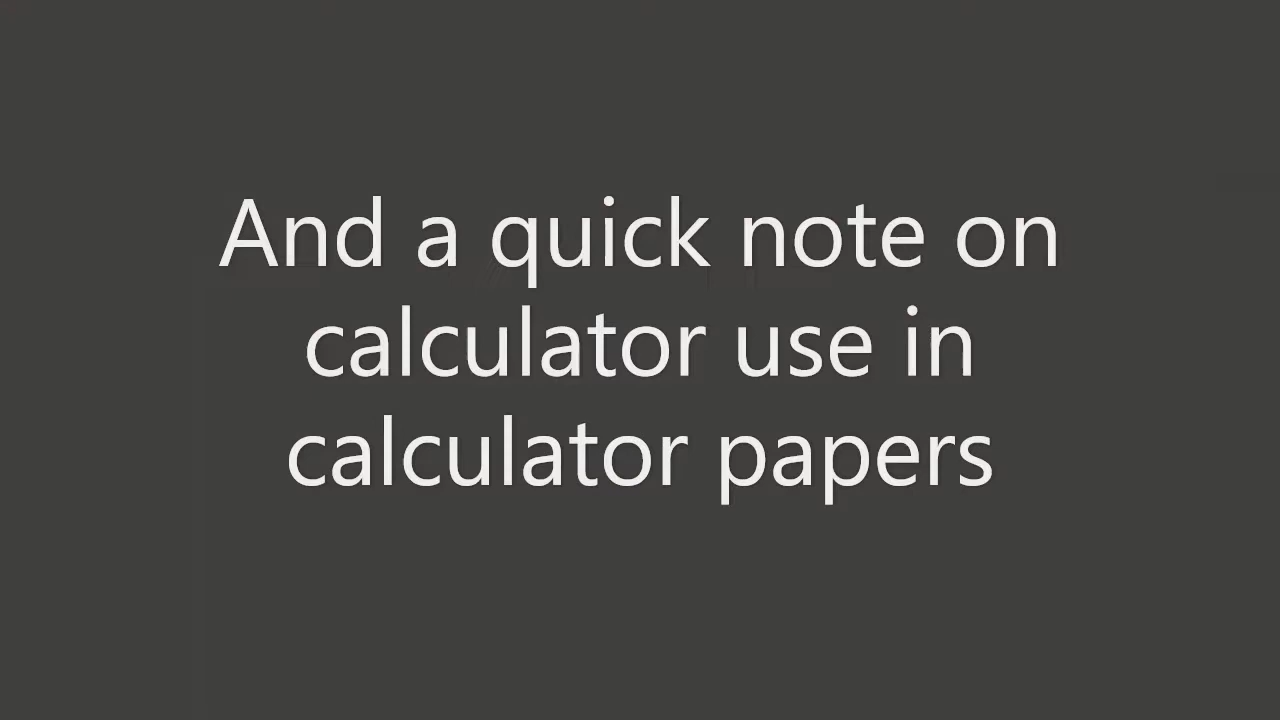 And a quick note on
calculator use in
calculator papers